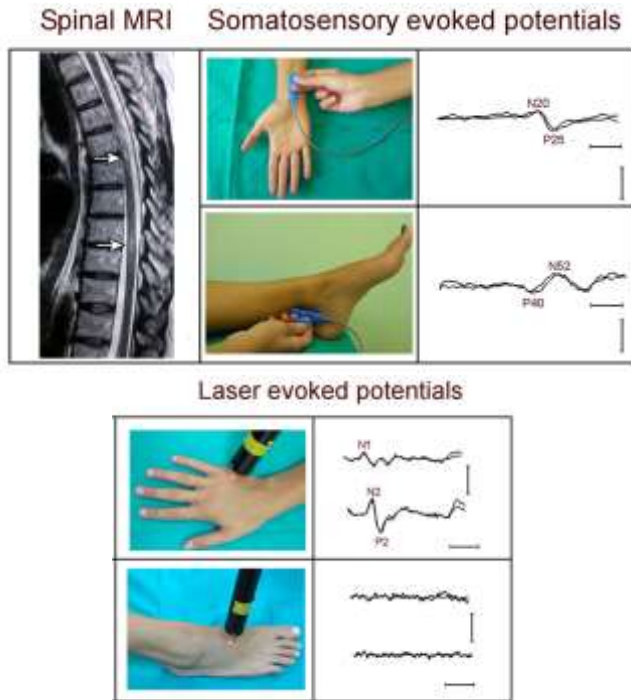 Spinal MRI
Somatosensory evoked potentials
N20
P25
N52
P40
Laser evoked potentials
N1
N2
P2